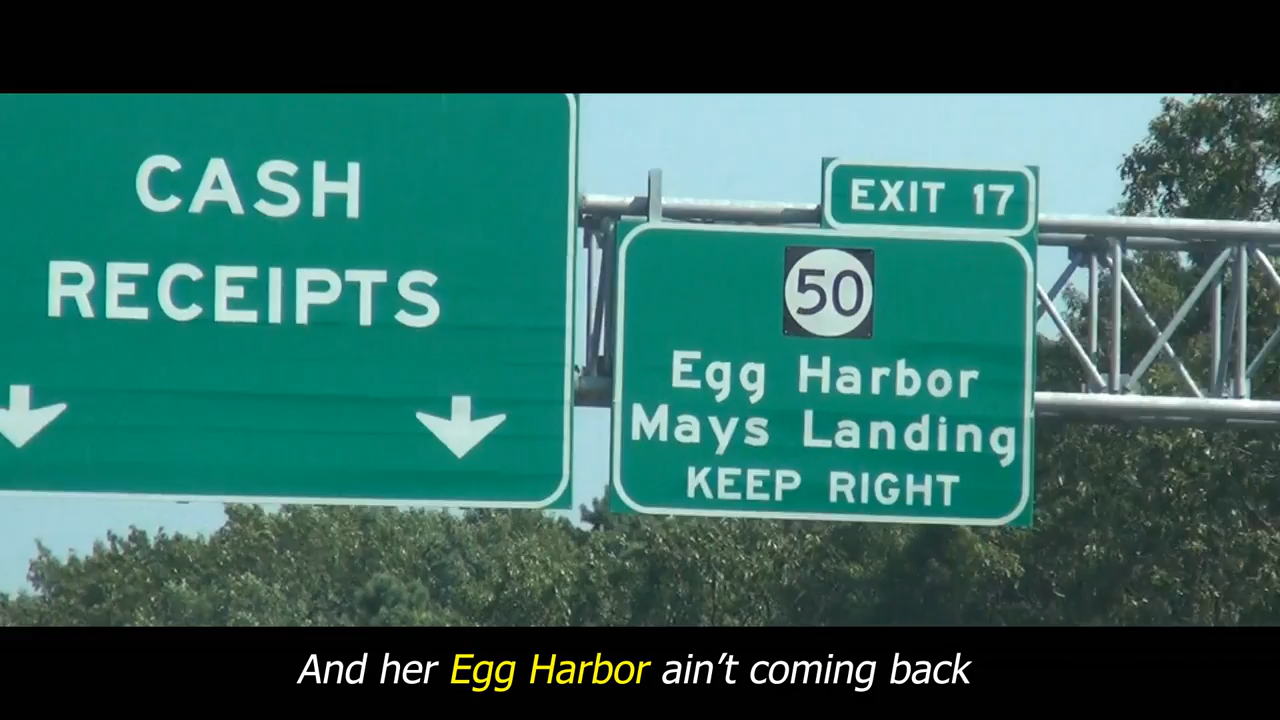 CASH
RECEIPTS
EXIT 17
50
Egg Harbor
Mays Landing
KEEP RIGHT
And her Egg Harbor ain't coming back